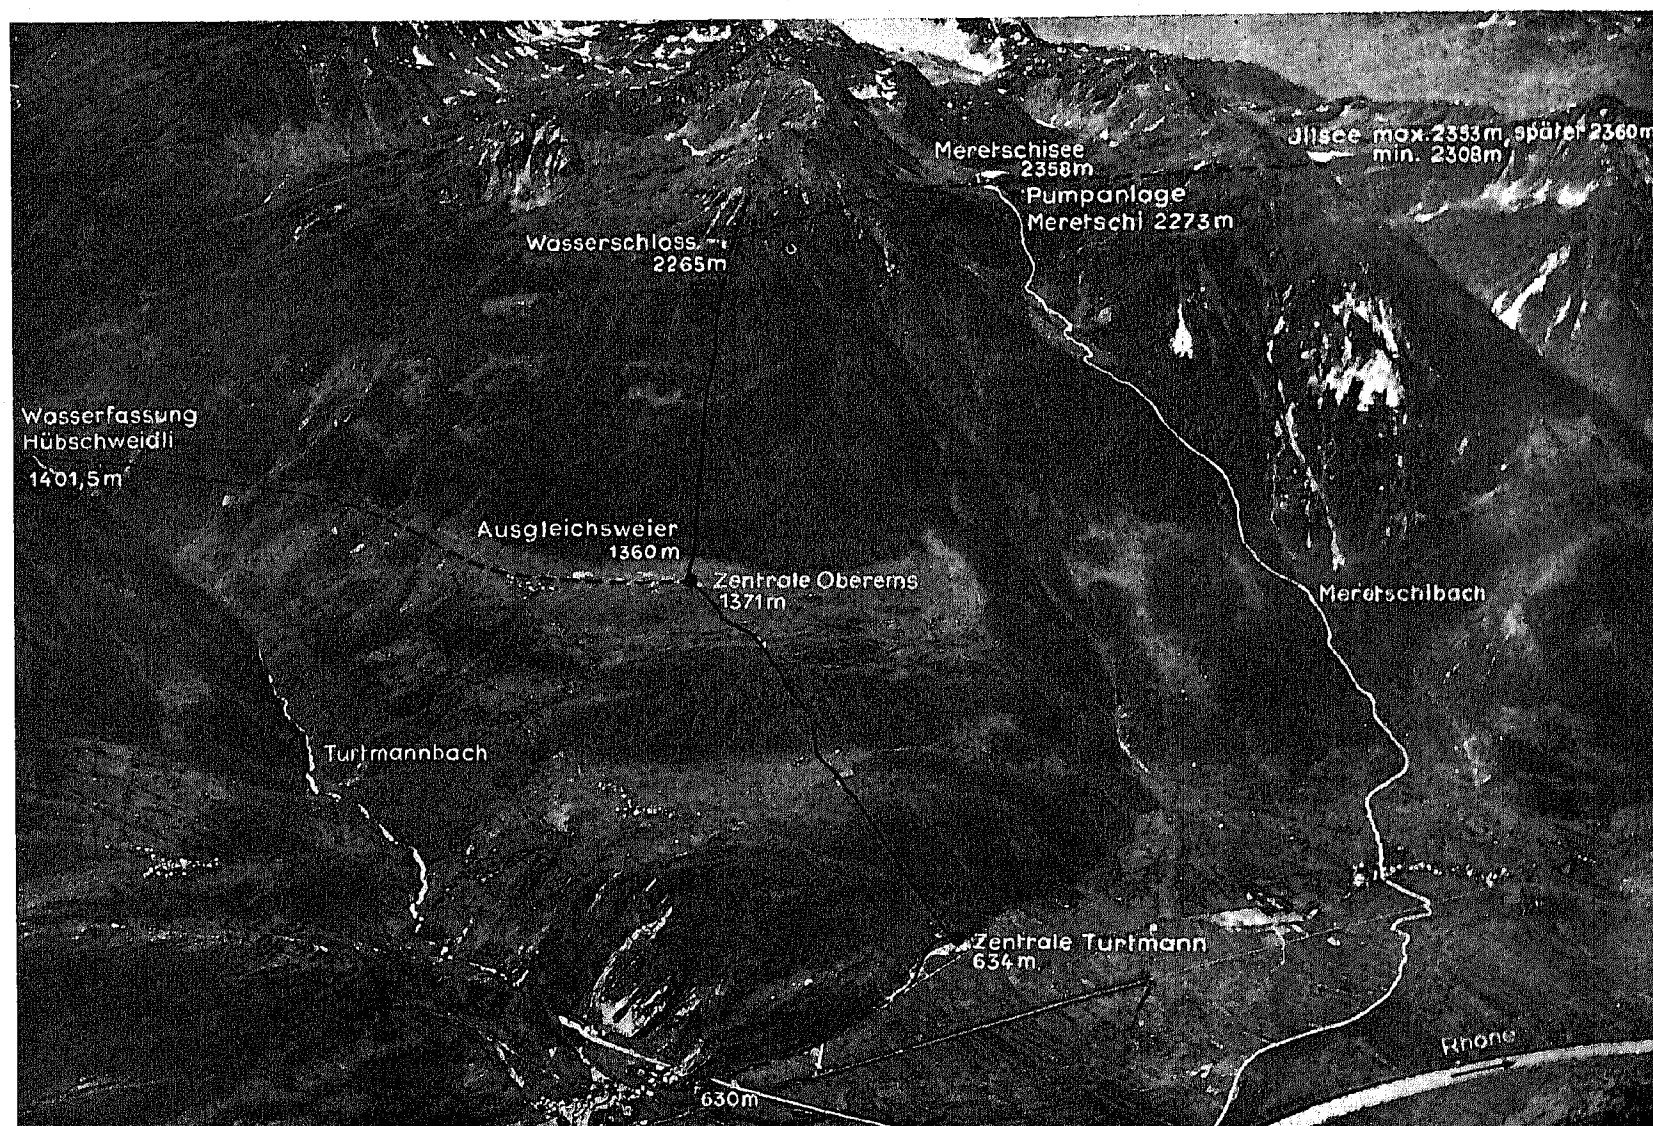 Illsee max. 2353m, später 2360m
min. 2308m
Meretschisee
2358m
Pumpanlage
Meretschi 2273m
Wasserschloss
2265m
Wasserfassung
Hübschweidli
1401,5m
Ausgleichsweier
1360m
Zentrale Oberems
1371m
Meretschibach
Turtmannbach
Zentrale Turtmann
634m
Rhone
630m